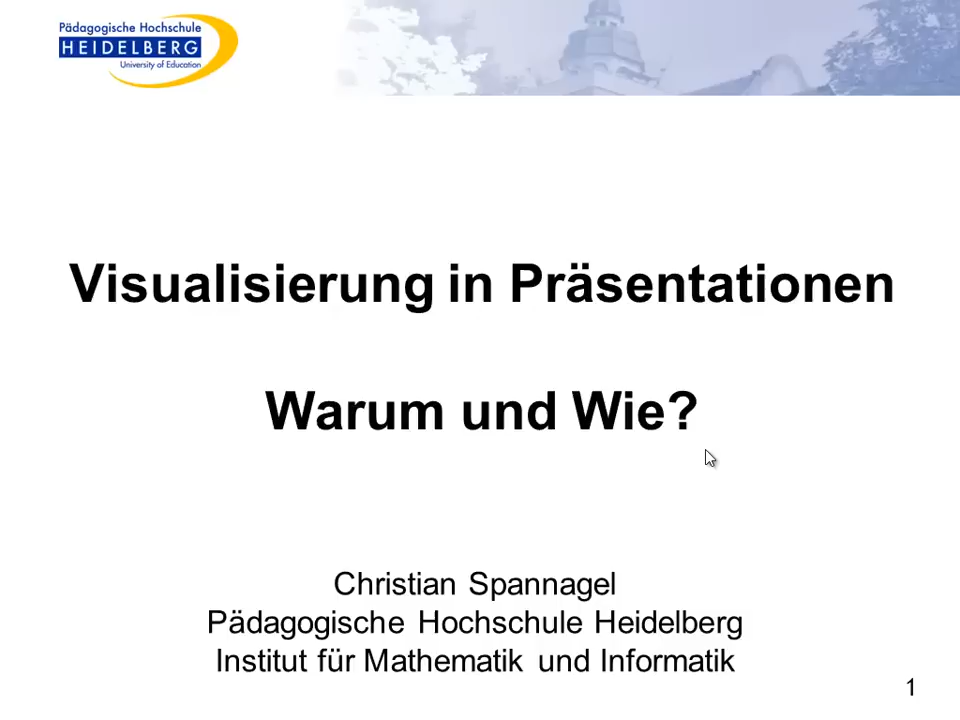 Pädagogische Hochschule
HEIDELBERG
University of Education
Visualisierung in Präsentationen
Warum und Wie?
Christian Spannagel
Pädagogische Hochschule Heidelberg
Institut für Mathematik und Informatik
1